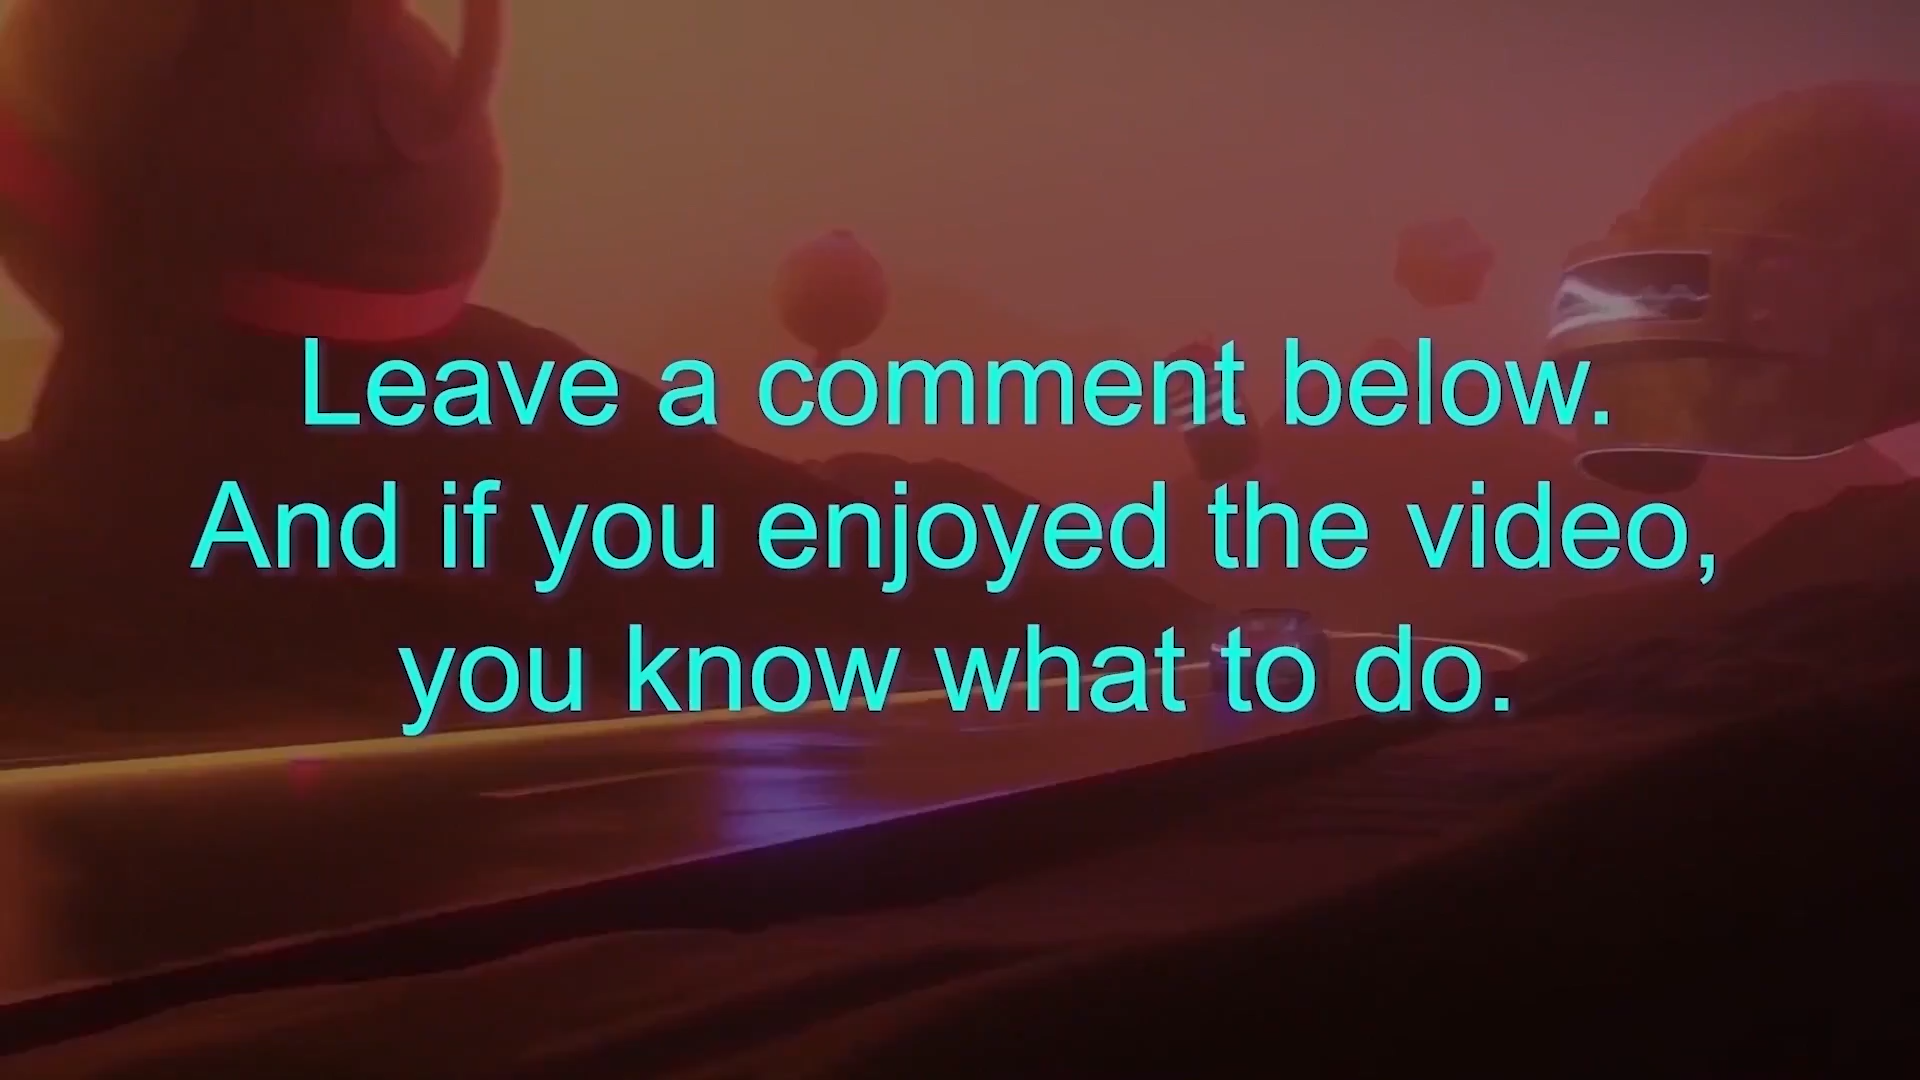 Leave a comment below.
And if you enjoyed the video,
you know what to do.